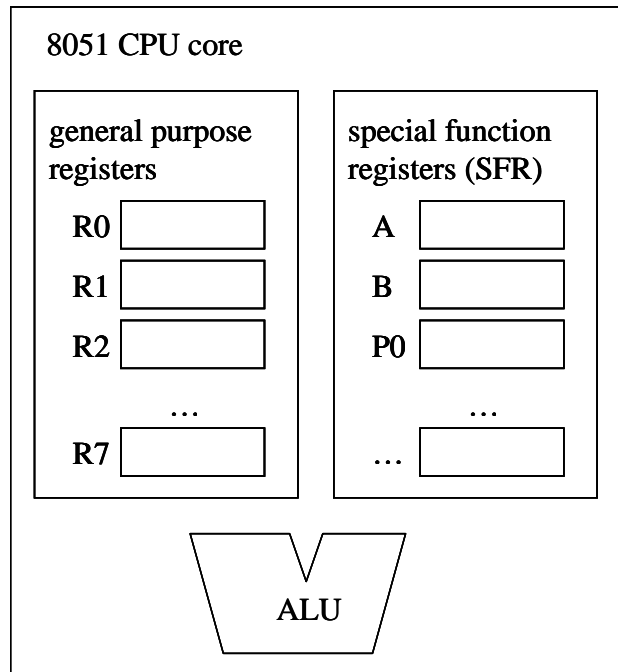 8051 CPU core
general purpose
registers
R0
R1
R2
...
R7
special function
registers (SFR)
A
B
P0
...
...
ALU